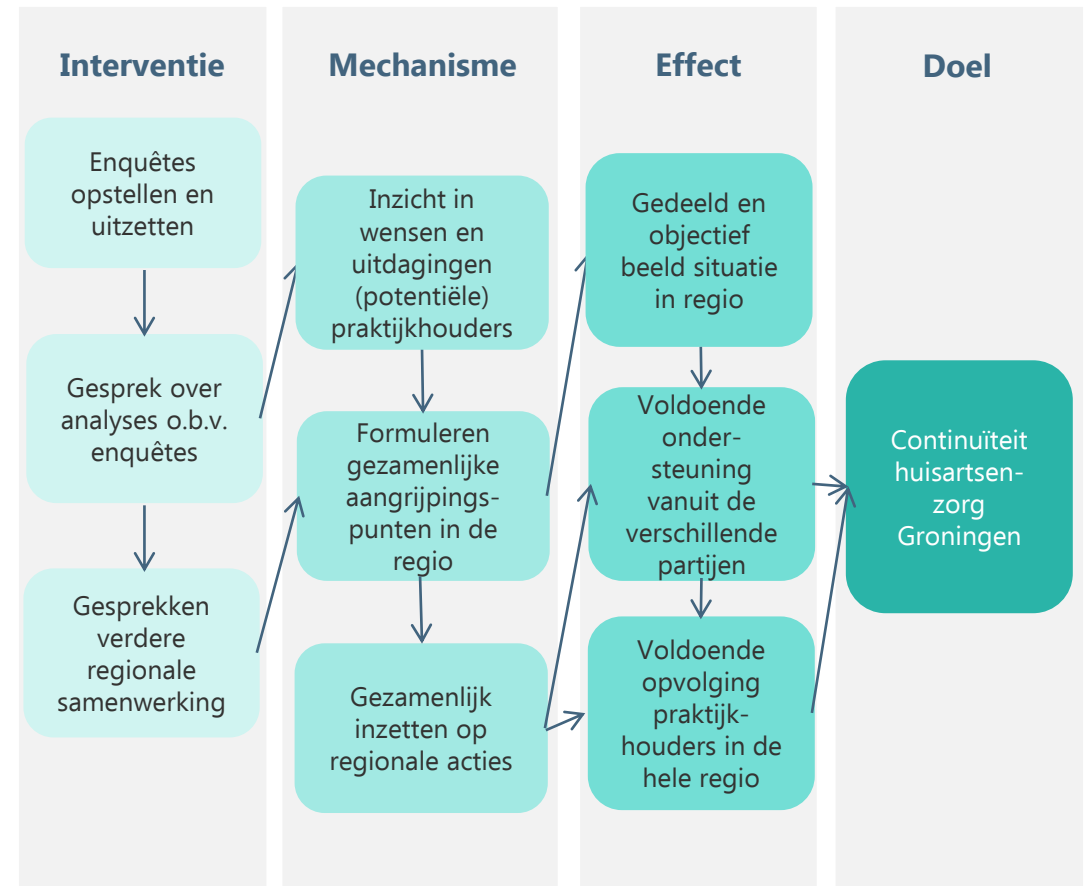 Interventie
Enquêtes
opstellen en
uitzetten
Gesprek over
analyses o.b.v.
enquêtes
Gesprekken
verdere
regionale
samenwerking
Mechanisme
Inzicht in
wensen en
uitdagingen
(potentiële)
praktijkhouders
Formuleren
gezamenlijke
aangrijpings-
punten in de
regio
Gezamenlijk
inzetten op
regionale acties
Effect
Gedeeld en
objectief
beeld situatie
in regio
Voldoende
onder-
steuning
vanuit de
verschillende
partijen
Voldoende
opvolging
praktijk-
houders in de
hele regio
Doel
Continuïteit
huisartsen-
zorg
Groningen